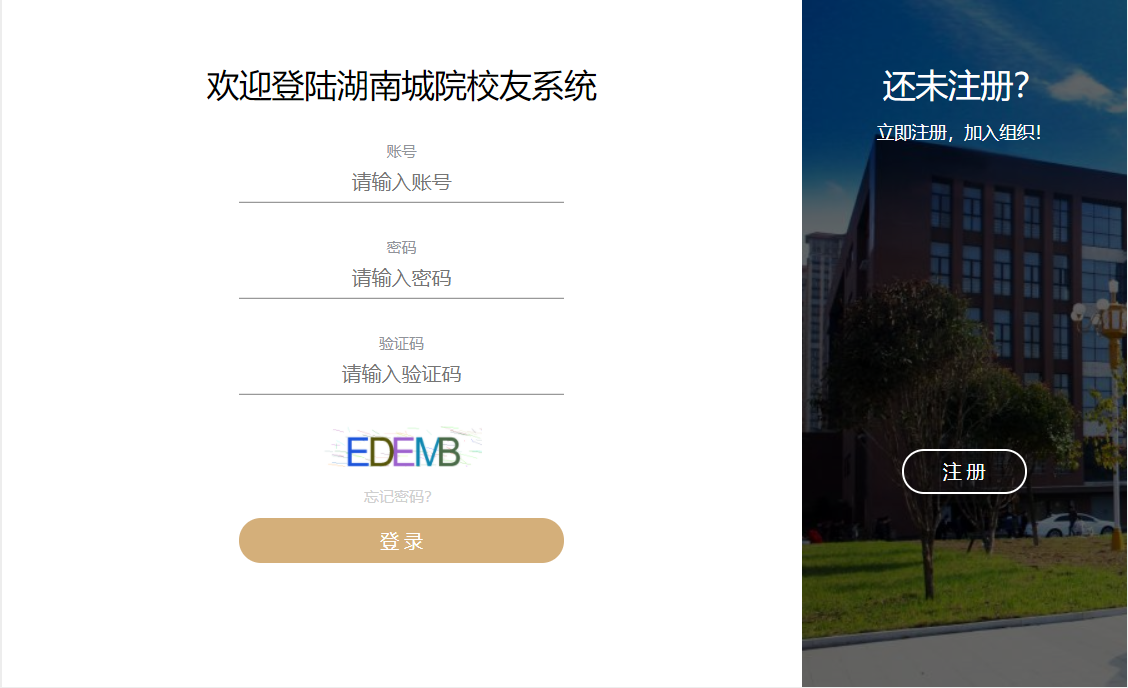 欢迎登陆湖南城院校友系统
账号
请输入账号
密码
请输入密码
验证码
请输入验证码
EDEMB
忘记密码?
登录
还未注册?
立即注册，加入组织!
注册